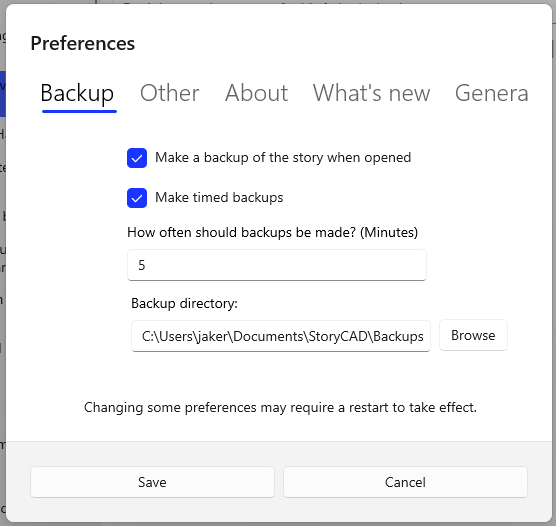 Preferences
Backup Other About What's new Genera
Make a backup of the story when opened
Make timed backups
How often should backups be made? (Minutes)
5
Backup directory:
C:\Users\jaker\Documents\StoryCAD\Backups Browse
Changing some preferences may require a restart to take effect.
Save Cancel